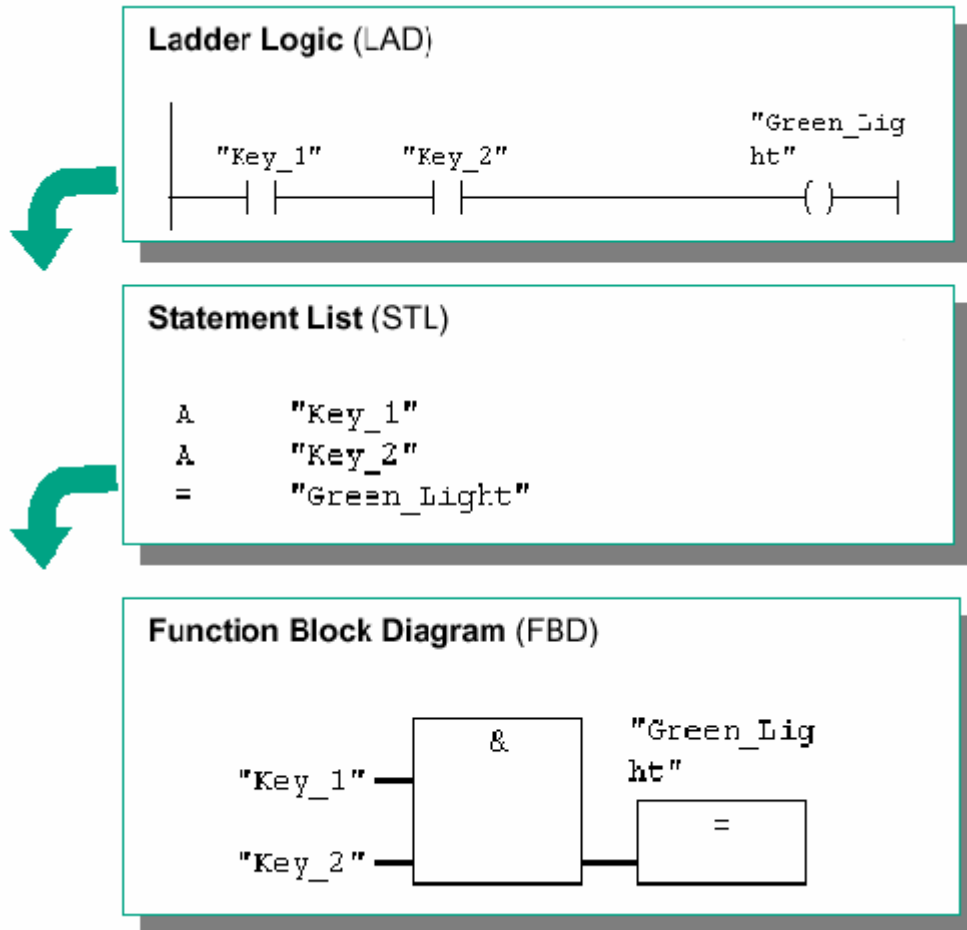 Ladder Logic (LAD)
"Green_Lig
"Key_1" "Key_2" ht"
( )
Statement List (STL)
A "Key_1"
A "Key_2"
= "Green_Light"
Function Block Diagram (FBD)
& "Green_Lig
"Key_1" ht"
=
"Key_2"